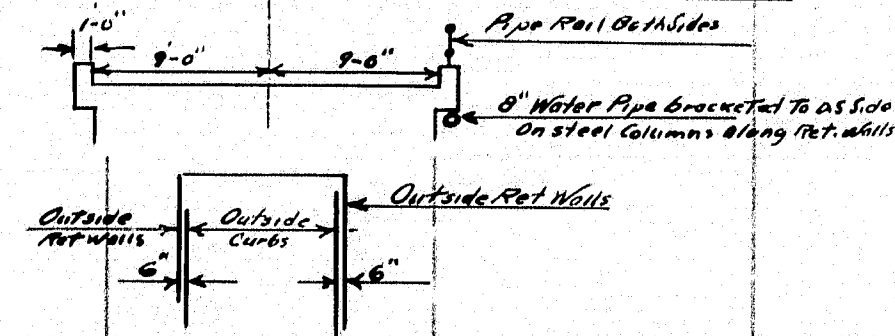 1'-0"
Pipe Rail Both Sides
9'-0"
9-0"
8" Water Pipe bracketed To DS Side
On steel Columns along Ret. Walls
Outside Ret Walls
Outside
Ret walls
Outside
Curbs
6"
6"